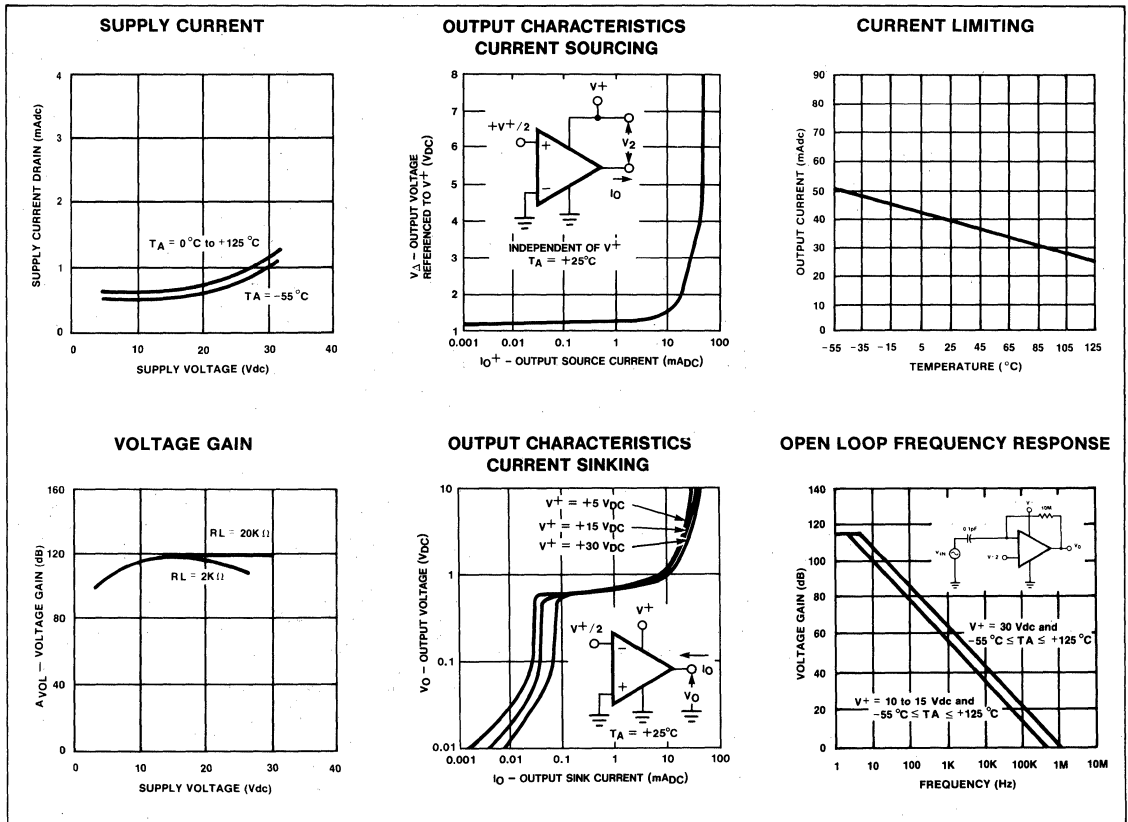 SUPPLY CURRENT
SUPPLY CURRENT DRAIN (mAdc)
4
3
2
1
0
TA = 0°C to +125°C
TA = -55°C
0 10 20 30 40
SUPPLY VOLTAGE (Vdc)
OUTPUT CHARACTERISTICS
CURRENT SOURCING
V∆ – OUTPUT VOLTAGE
REFERENCED TO V+ (VDC)
8
7
6
5
4
3
2
1
V+
+V+/2
+
−
V2
IO
INDEPENDENT OF V+
TA = +25°C
0.001 0.01 0.1 1 10 100
IO+ – OUTPUT SOURCE CURRENT (mADC)
CURRENT LIMITING
OUTPUT CURRENT (mAdc)
90
80
70
60
50
40
30
20
10
0
-55 -35 -15 5 25 45 65 85 105 125
TEMPERATURE (°C)
VOLTAGE GAIN
AVOL – VOLTAGE GAIN (dB)
160
120
80
40
0
RL = 20KΩ
RL = 2KΩ
0 10 20 30 40
SUPPLY VOLTAGE (Vdc)
OUTPUT CHARACTERISTICS
CURRENT SINKING
VO – OUTPUT VOLTAGE (VDC)
10
1
0.1
0.01
V+ = +5 VDC
V+ = +15 VDC
V+ = +30 VDC
V+
V+/2
−
+
IO
VO
TA = +25°C
0.001 0.01 0.1 1 10 100
IO – OUTPUT SINK CURRENT (mADC)
OPEN LOOP FREQUENCY RESPONSE
VOLTAGE GAIN (dB)
140
120
100
80
60
40
20
0
10M
VIN
VO
V+ = 30 Vdc and
-55°C ≤ TA ≤ +125°C
V+ = 10 to 15 Vdc and
-55°C ≤ TA ≤ +125°C
1 10 100 1K 10K 100K 1M 10M
FREQUENCY (Hz)